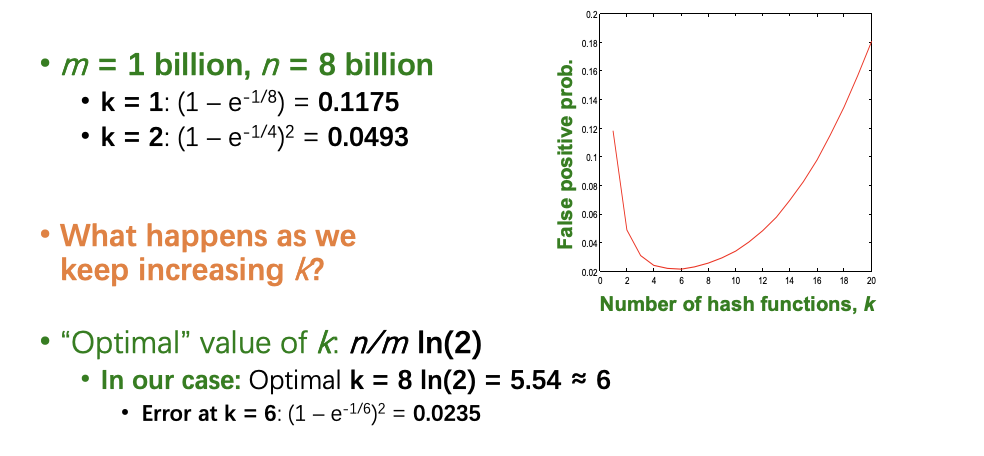 • m = 1 billion, n = 8 billion
• k = 1: (1 – e⁻¹/⁸) = 0.1175
• k = 2: (1 – e⁻¹/⁴)² = 0.0493
• What happens as we
keep increasing k?
• “Optimal” value of k: n/m ln(2)
• In our case: Optimal k = 8 ln(2) = 5.54 ≈ 6
• Error at k = 6: (1 – e⁻¹/⁶)² = 0.0235
False positive prob.
0.2
0.18
0.16
0.14
0.12
0.1
0.08
0.06
0.04
0.02
0 2 4 6 8 10 12 14 16 18 20
Number of hash functions, k